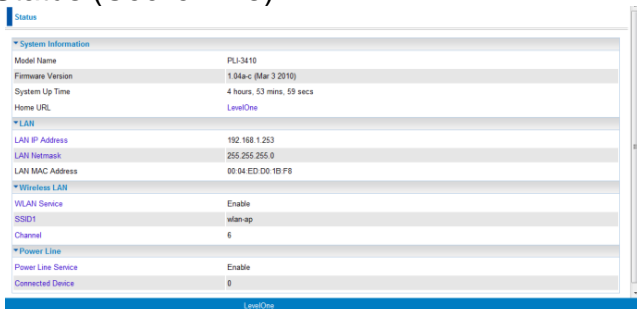 Status
System Information
Model Name PLI-3410
Firmware Version 1.04a-c (Mar 3 2010)
System Up Time 4 hours, 53 mins, 59 secs
Home URL LevelOne
LAN
LAN IP Address 192.168.1.253
LAN Netmask 255.255.255.0
LAN MAC Address 00:04:ED:D0:1B:F8
Wireless LAN
WLAN Service Enable
SSID1 wlan-ap
Channel 6
Power Line
Power Line Service Enable
Connected Device 0
LevelOne